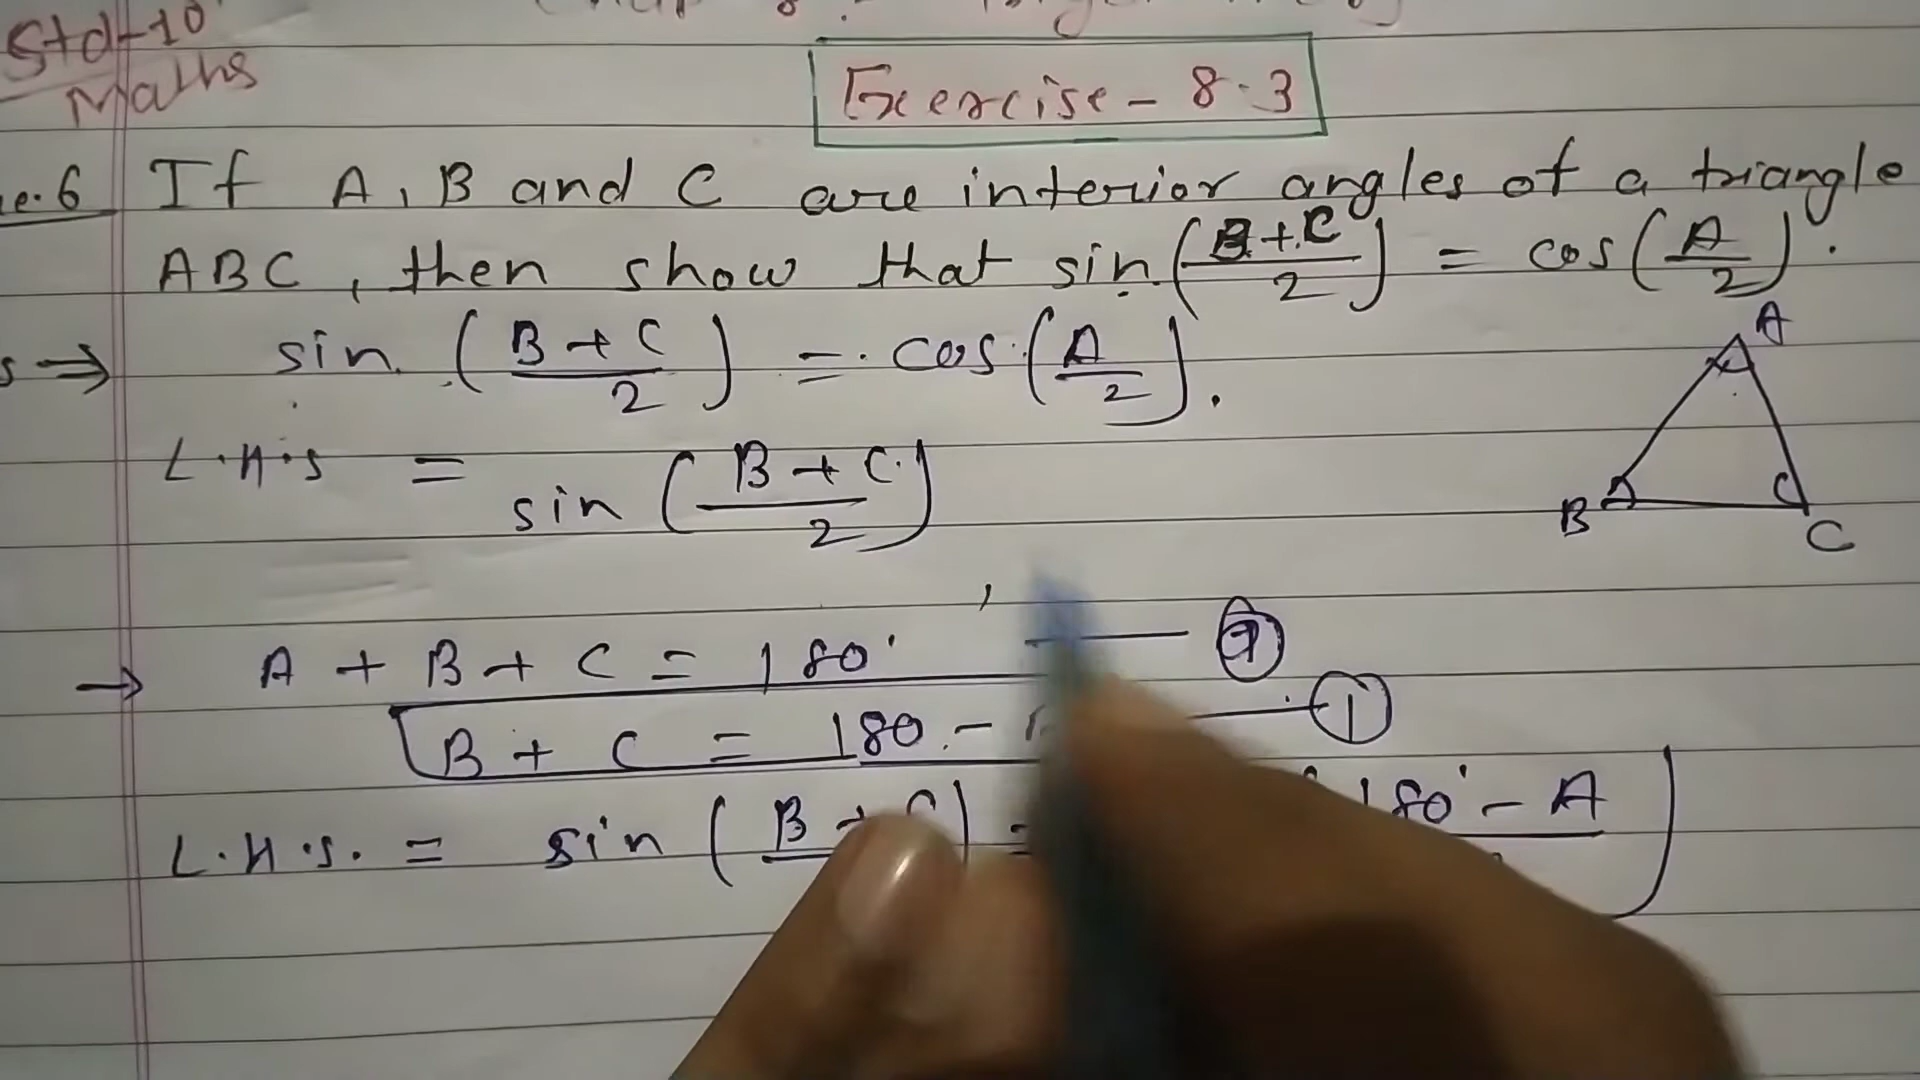 Std-10
Maths
Exercise - 8.3
e.6 If A, B and C are interior angles of a triangle
ABC, then show that sin (B+C/2) = cos (A/2).
s ⇒ sin (B+C/2) = cos (A/2).
L.H.S = sin (B+C/2)
A
B
C
→ A + B + C = 180°
B + C = 180 - ①
L.H.S. = sin (B + C) = 180° - A